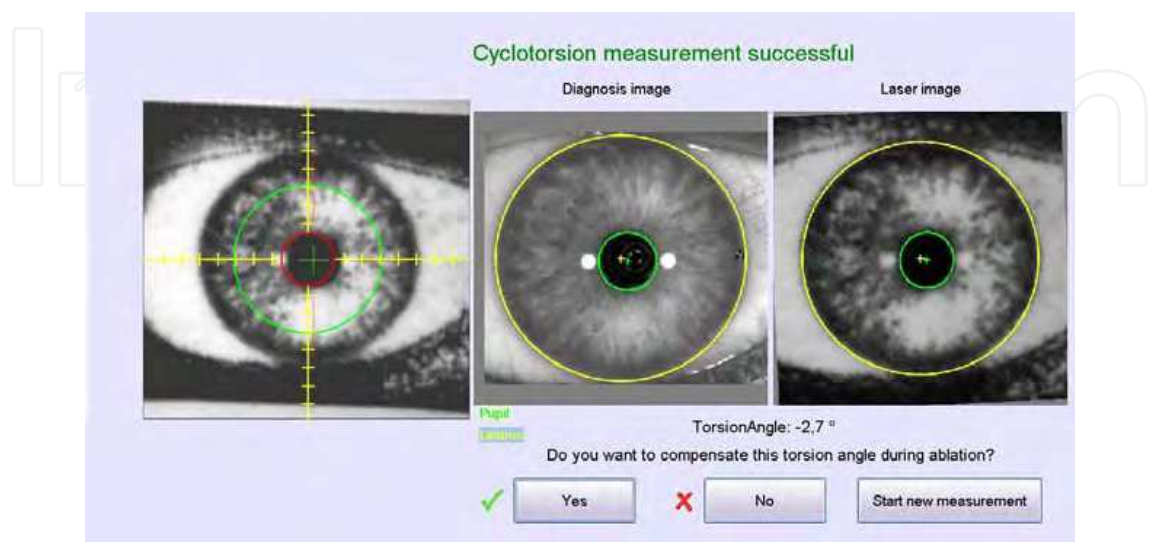 Cyclotorsion measurement successful
Diagnosis image
Laser image
Pupil
Limbus
TorsionAngle: -2,7 °
Do you want to compensate this torsion angle during ablation?
Yes
No
Start new measurement